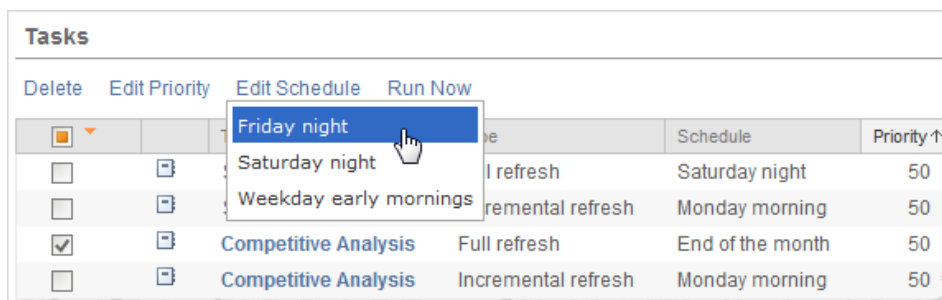 Tasks
Delete Edit Priority Edit Schedule Run Now
Friday night
Saturday night
Weekday early mornings
Schedule Priority
refresh Saturday night 50
refresh Monday morning 50
Competitive Analysis Full refresh End of the month 50
Competitive Analysis Incremental refresh Monday morning 50